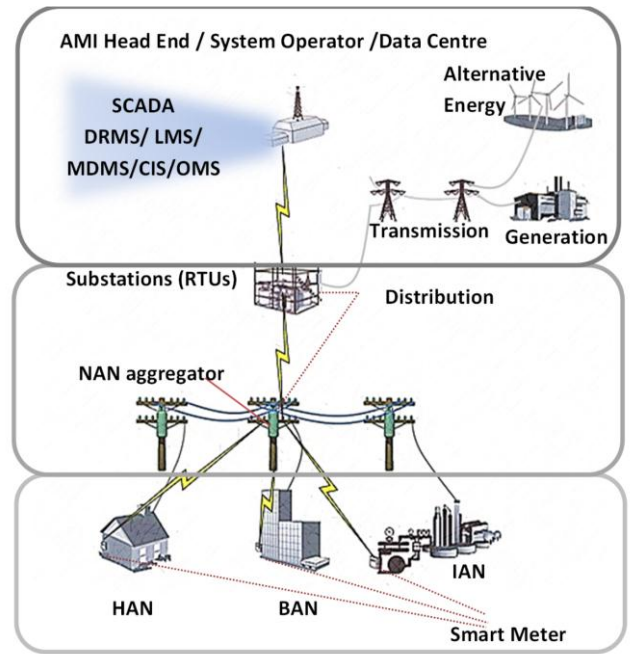 AMI Head End / System Operator /Data Centre
Alternative
Energy
SCADA
DRMS/ LMS/
MDMS/CIS/OMS
Transmission
Generation
Substations (RTUs)
Distribution
NAN aggregator
IAN
HAN
BAN
Smart Meter